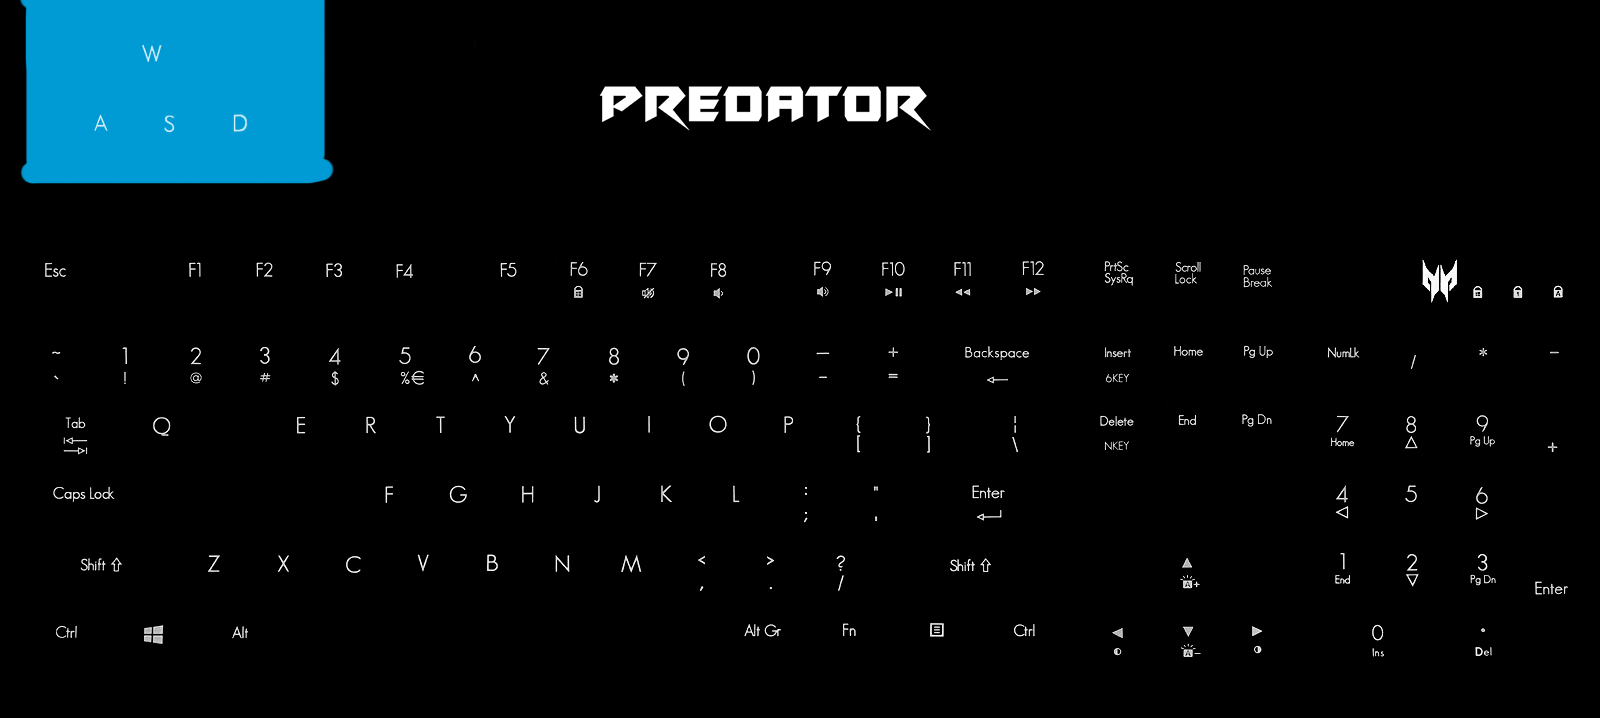 W
A S D
PREDATOR
Esc F1 F2 F3 F4 F5 F6 F7 F8 F9 F10 F11 F12 PrtSc Scroll Pause
SysRq Lock Break
~ 1 2 3 4 5 6 7 8 9 0 — + Backspace Insert Home Pg Up NumLk / * −
` ! @ # $ %€ ^ & * ( ) - = 6KEY
Tab Q E R T Y U I O P { } ¦ Delete End Pg Dn 7 8 9
[ ] \ NKEY Home Pg Up +
Caps Lock F G H J K L : " Enter 4 5 6
; '
Shift Z X C V B N M < > ? Shift 1 2 3
, . / End Pg Dn Enter
Ctrl Alt Alt Gr Fn Ctrl 0 .
Ins Del